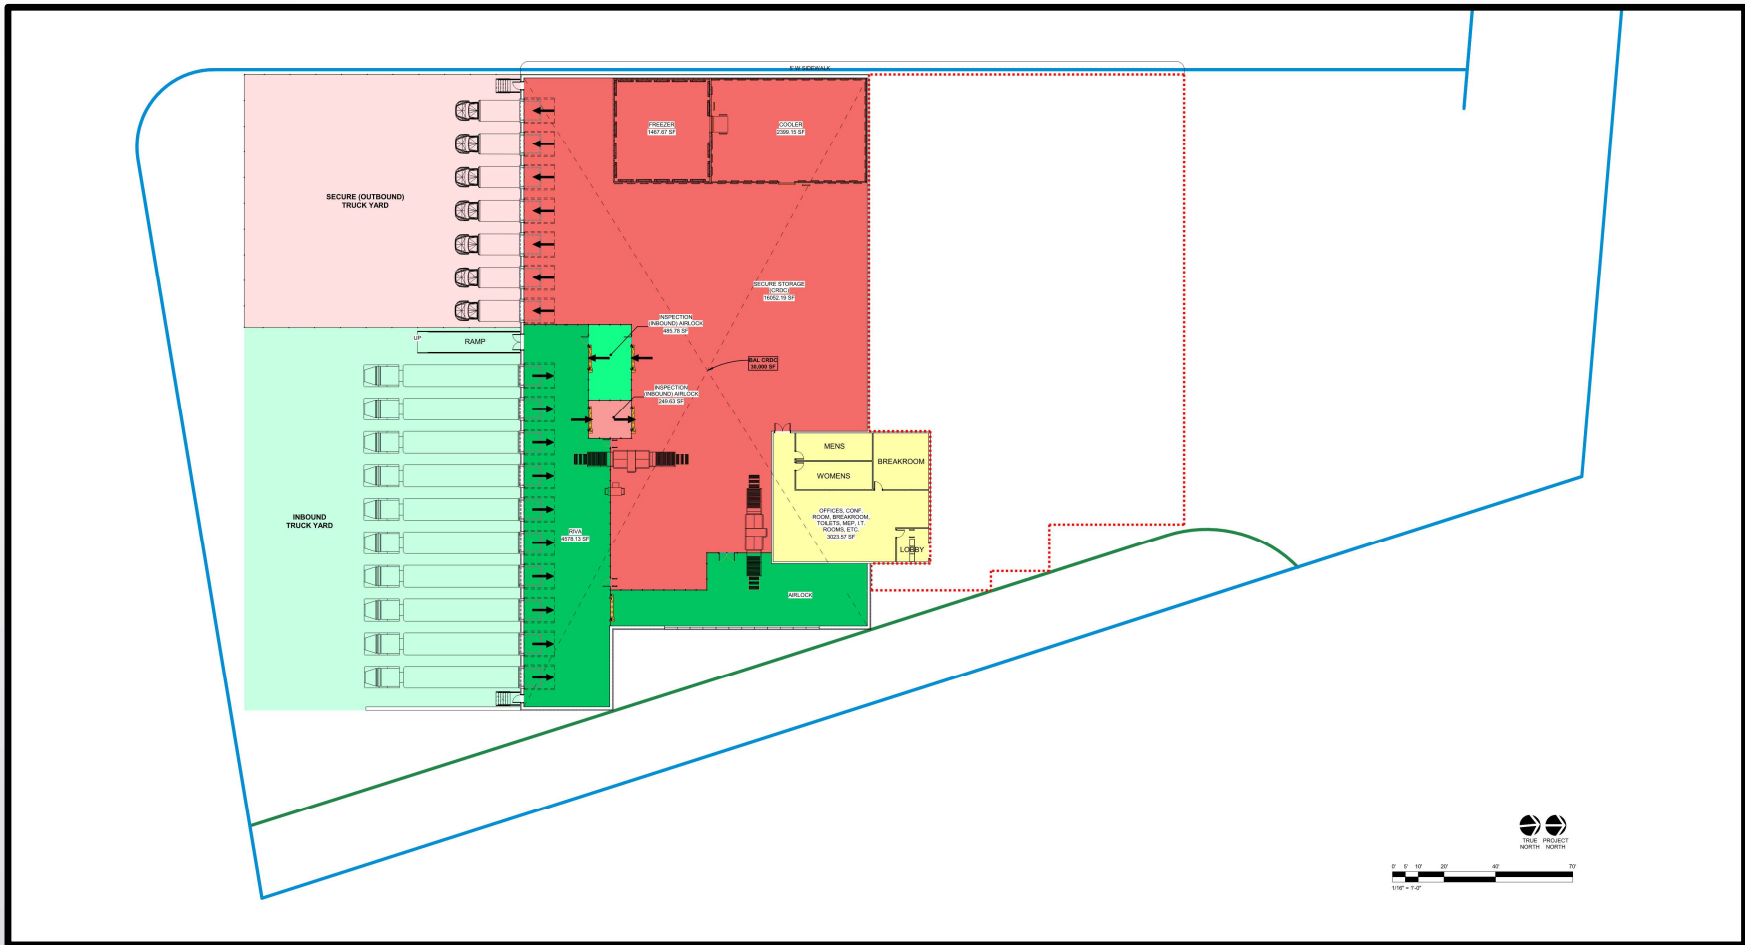 5' W SIDEWALK
FREEZER
1467.67 SF
COOLER
2399.15 SF
SECURE (OUTBOUND)
TRUCK YARD
SECURE STORAGE
(CRDC)
16052.19 SF
INSPECTION
(INBOUND) AIRLOCK
485.78 SF
UP
RAMP
BAL CRDC
30,000 SF
INSPECTION
(INBOUND) AIRLOCK
249.63 SF
MENS
BREAKROOM
WOMENS
OFFICES, CONF.
ROOM, BREAKROOM,
TOILETS, MEP, I.T.
ROOMS, ETC.
3023.57 SF
INBOUND
TRUCK YARD
RIVA
4578.13 SF
LOBBY
AIRLOCK
TRUE NORTH
PROJECT NORTH
0' 5' 10' 20' 40' 70'
1/16" = 1'-0"